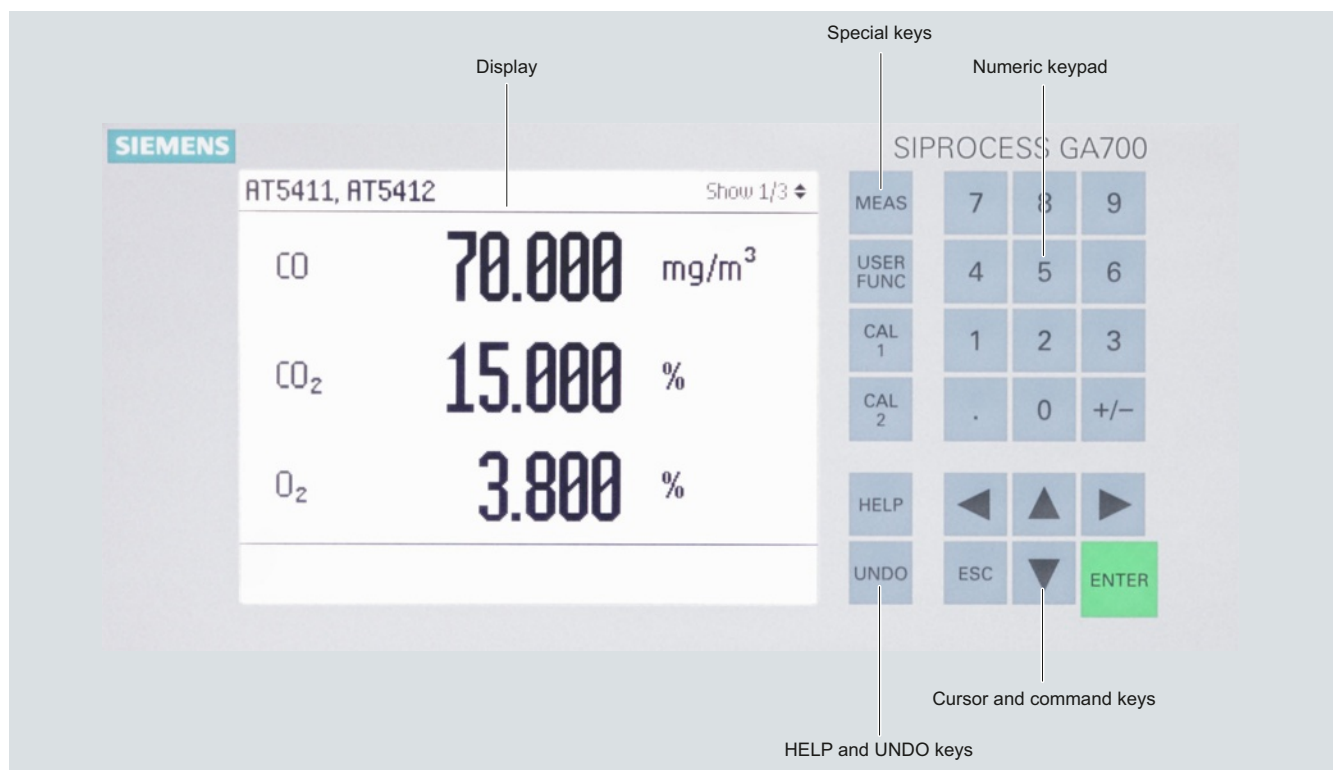 Special keys
Display
Numeric keypad
SIEMENS
SIPROCESS GA700
AT5411, AT5412
Show 1/3
CO 70.000 mg/m³
CO₂ 15.000 %
O₂ 3.800 %
MEAS
7 8 9
USER
FUNC
4 5 6
CAL
1
1 2 3
CAL
2
. 0 +/–
HELP
UNDO
ESC
ENTER
Cursor and command keys
HELP and UNDO keys